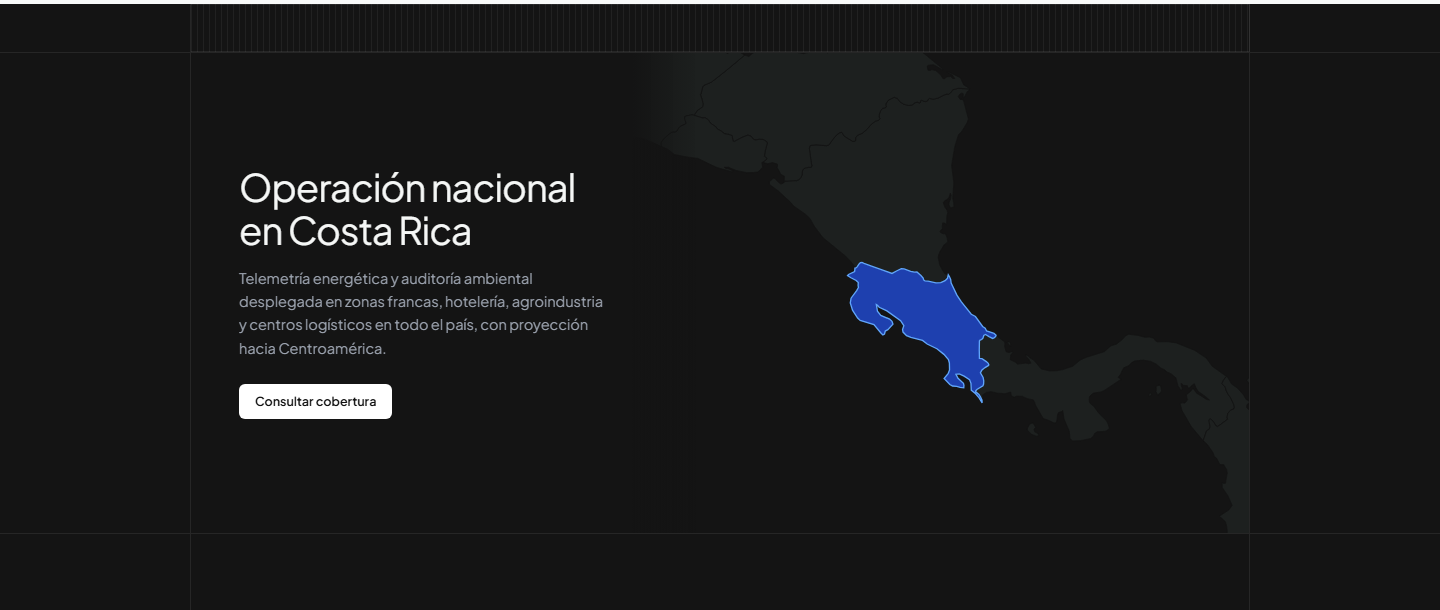 Operación nacional
en Costa Rica
Telemetría energética y auditoría ambiental
desplegada en zonas francas, hotelería, agroindustria
y centros logísticos en todo el país, con proyección
hacia Centroamérica.
Consultar cobertura